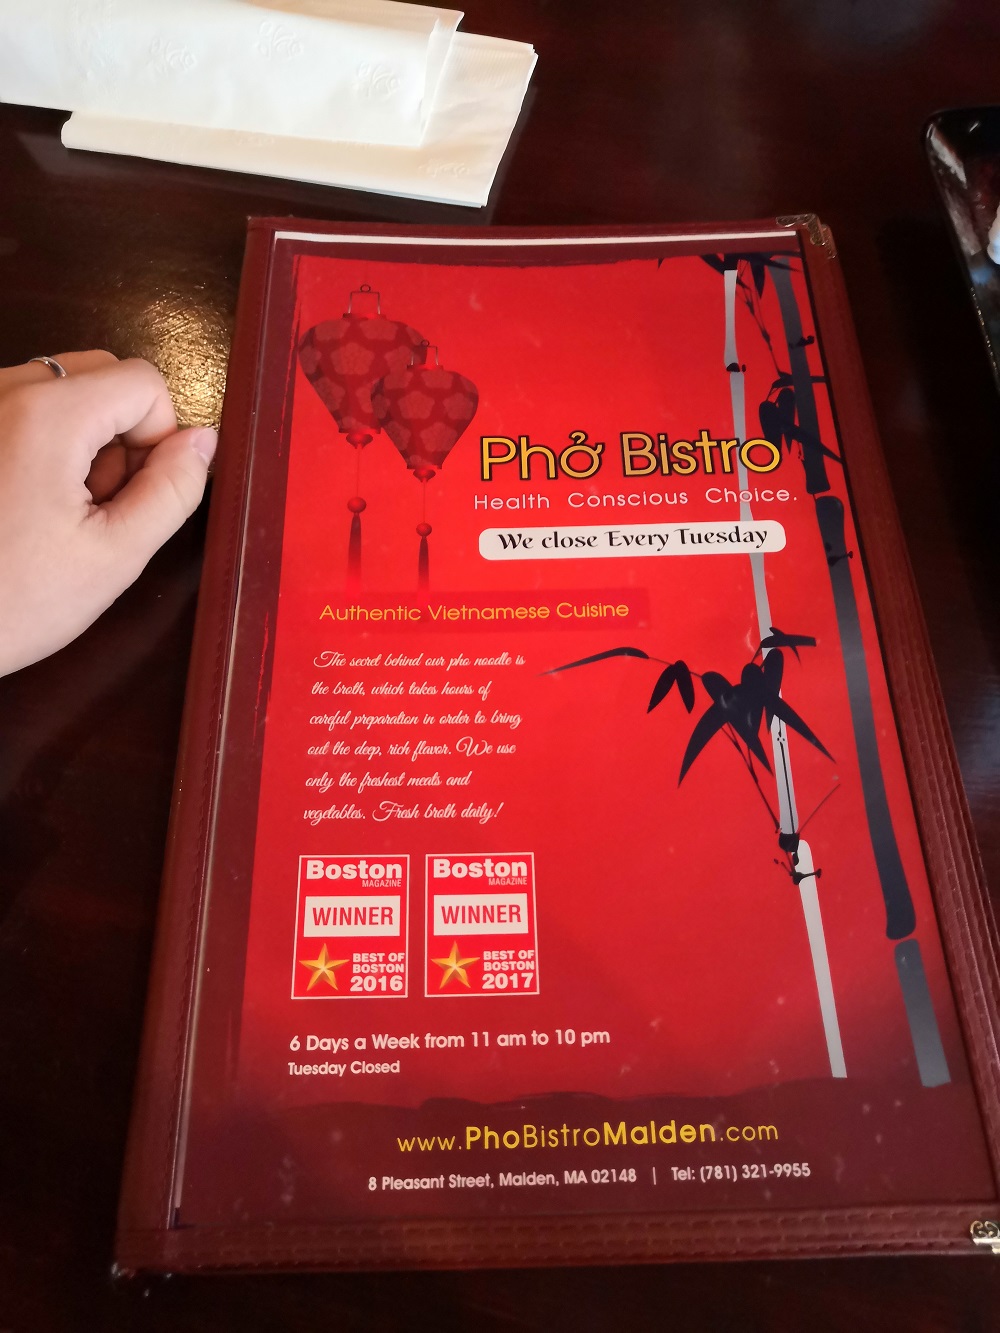 Phở Bistro
Health Conscious Choice.
We close Every Tuesday
Authentic Vietnamese Cuisine
The secret behind our pho noodle is
the broth, which takes hours of
careful preparation in order to bring
out the deep, rich flavor. We use
only the freshest meats and
vegetables. Fresh broth daily!
Boston
MAGAZINE
WINNER
BEST OF
BOSTON
2016
Boston
MAGAZINE
WINNER
BEST OF
BOSTON
2017
6 Days a Week from 11 am to 10 pm
Tuesday Closed
www.PhoBistroMalden.com
8 Pleasant Street, Malden, MA 02148 | Tel: (781) 321-9955